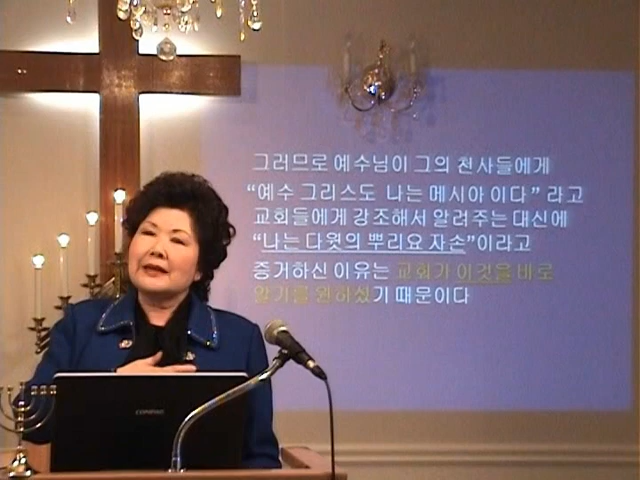 그러므로 예수님이 그의 천사들에게
“예수 그리스도 나는 메시아 이다” 라고
교회들에게 강조해서 알려주는 대신에
“나는 다윗의 뿌리요 자손”이라고
증거하신 이유는 교회가 이것을 바로
알기를 원하셨기 때문이다
COMPAQ